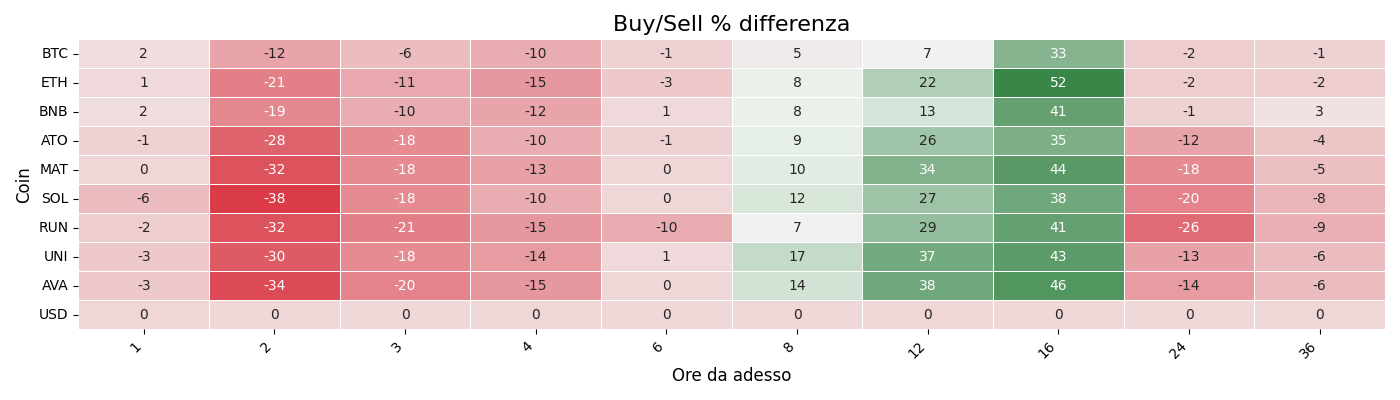 Buy/Sell % differenza
Coin
BTC 2 -12 -6 -10 -1 5 7 33 -2 -1
ETH 1 -21 -11 -15 -3 8 22 52 -2 -2
BNB 2 -19 -10 -12 1 8 13 41 -1 3
ATO -1 -28 -18 -10 -1 9 26 35 -12 -4
MAT 0 -32 -18 -13 0 10 34 44 -18 -5
SOL -6 -38 -18 -10 0 12 27 38 -20 -8
RUN -2 -32 -21 -15 -10 7 29 41 -26 -9
UNI -3 -30 -18 -14 1 17 37 43 -13 -6
AVA -3 -34 -20 -15 0 14 38 46 -14 -6
USD 0 0 0 0 0 0 0 0 0 0
1 2 3 4 6 8 12 16 24 36
Ore da adesso